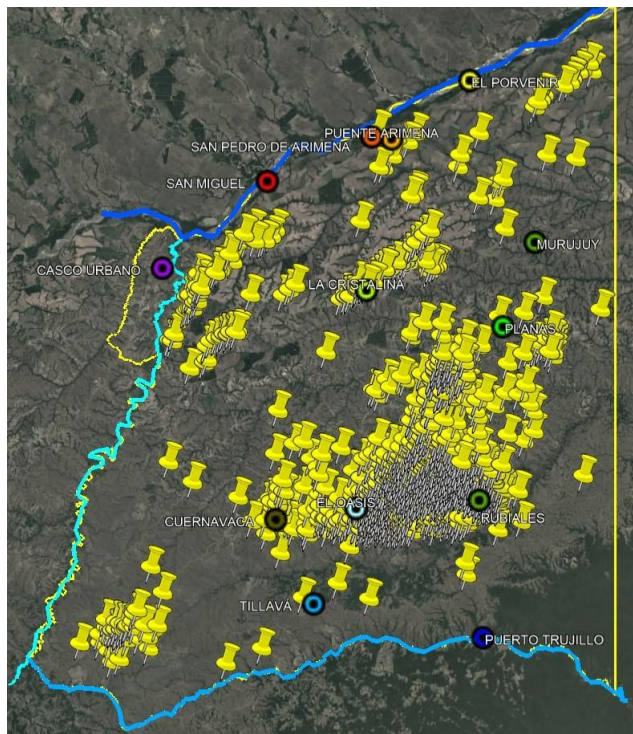 EL PORVENIR
PUENTE ARIMENA
SAN PEDRO DE ARIMENA
SAN MIGUEL
MURUJUY
CASCO URBANO
LA CRISTALINA
PLANAS
EL OASIS
CUERNAVACA
RUBIALES
TILLAVÁ
PUERTO TRUJILLO